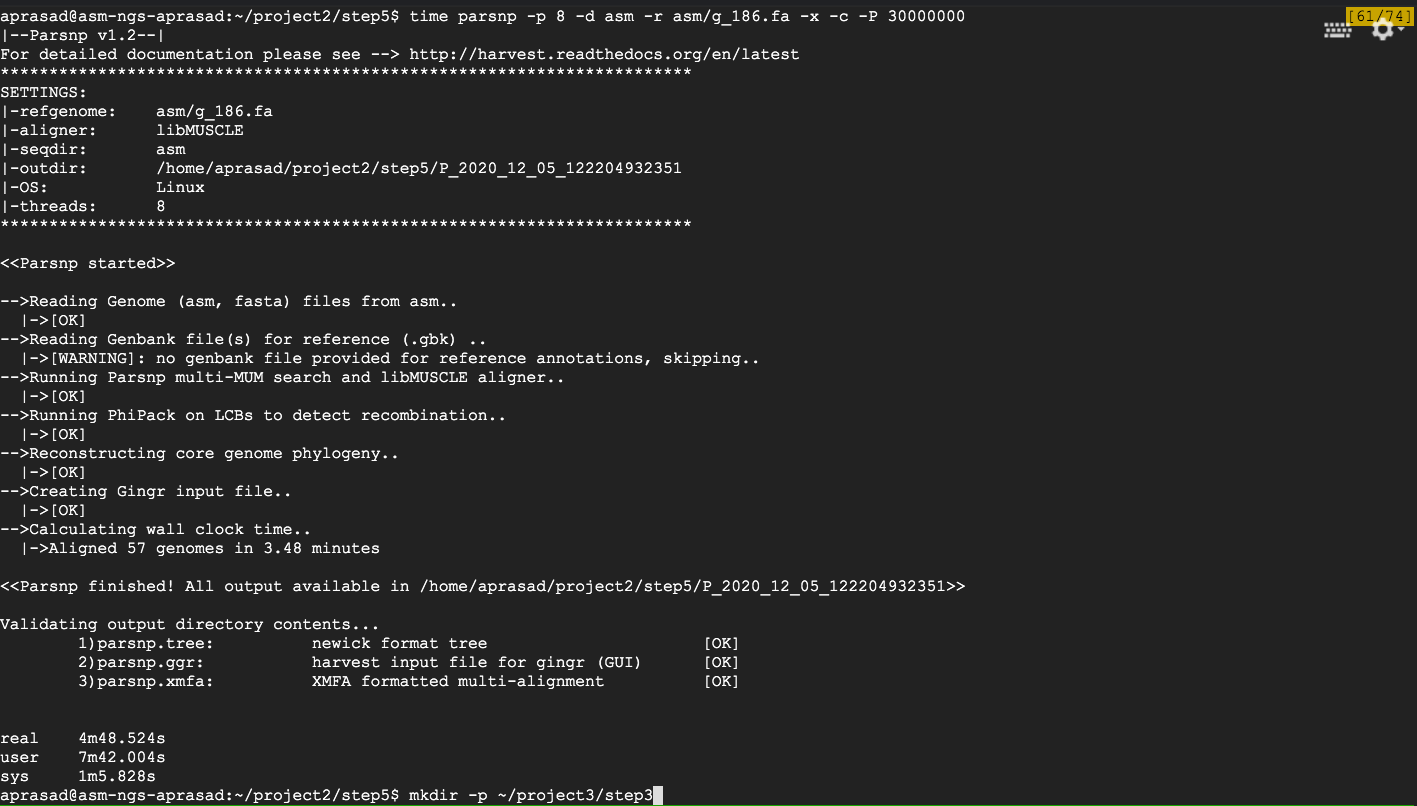 aprasad@asm-ngs-aprasad:~/project2/step5$ time parsnp -p 8 -d asm -r asm/g_186.fa -x -c -P 30000000
[61/74]
|--Parsnp v1.2--|
For detailed documentation please see --> http://harvest.readthedocs.org/en/latest
***********************************************************************
SETTINGS:
|-refgenome:    asm/g_186.fa
|-aligner:      libMUSCLE
|-seqdir:       asm
|-outdir:       /home/aprasad/project2/step5/P_2020_12_05_122204932351
|-OS:           Linux
|-threads:      8
***********************************************************************
<<Parsnp started>>
-->Reading Genome (asm, fasta) files from asm..
  |->[OK]
-->Reading Genbank file(s) for reference (.gbk) ..
  |->[WARNING]: no genbank file provided for reference annotations, skipping..
-->Running Parsnp multi-MUM search and libMUSCLE aligner..
  |->[OK]
-->Running PhiPack on LCBs to detect recombination..
  |->[OK]
-->Reconstructing core genome phylogeny..
  |->[OK]
-->Creating Gingr input file..
  |->[OK]
-->Calculating wall clock time..
  |->Aligned 57 genomes in 3.48 minutes
<<Parsnp finished! All output available in /home/aprasad/project2/step5/P_2020_12_05_122204932351>>
Validating output directory contents...
        1)parsnp.tree:          newick format tree                      [OK]
        2)parsnp.ggr:           harvest input file for gingr (GUI)      [OK]
        3)parsnp.xmfa:          XMFA formatted multi-alignment          [OK]
real    4m48.524s
user    7m42.004s
sys     1m5.828s
aprasad@asm-ngs-aprasad:~/project2/step5$ mkdir -p ~/project3/step3